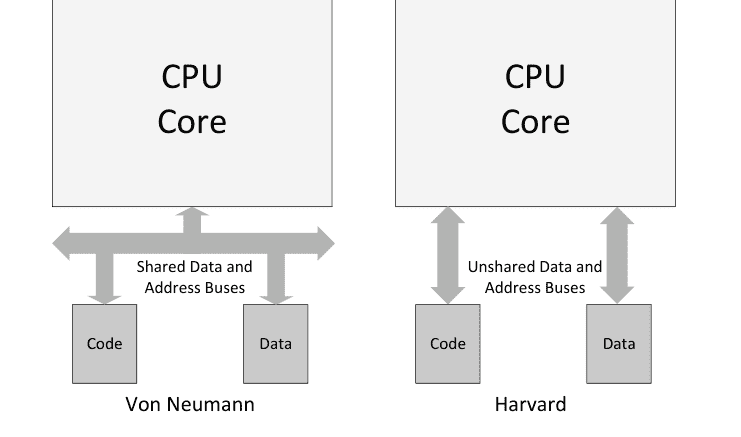 CPU
Core
Shared Data and
Address Buses
Code
Data
Von Neumann
CPU
Core
Unshared Data and
Address Buses
Code
Data
Harvard